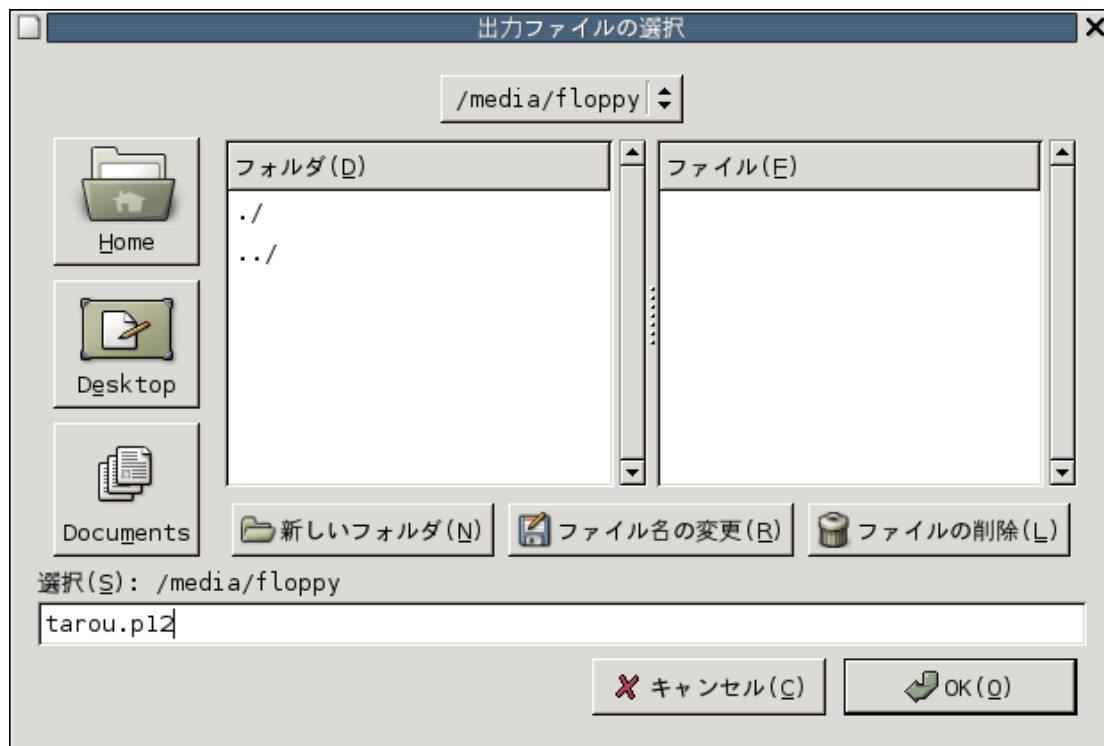 出力ファイルの選択
/media/floppy
フォルダ(D)
ファイル(F)
./
../
Home
Desktop
Documents
新しいフォルダ(N)
ファイル名の変更(R)
ファイルの削除(L)
選択(S): /media/floppy
tarou.p12
キャンセル(C)
OK(O)